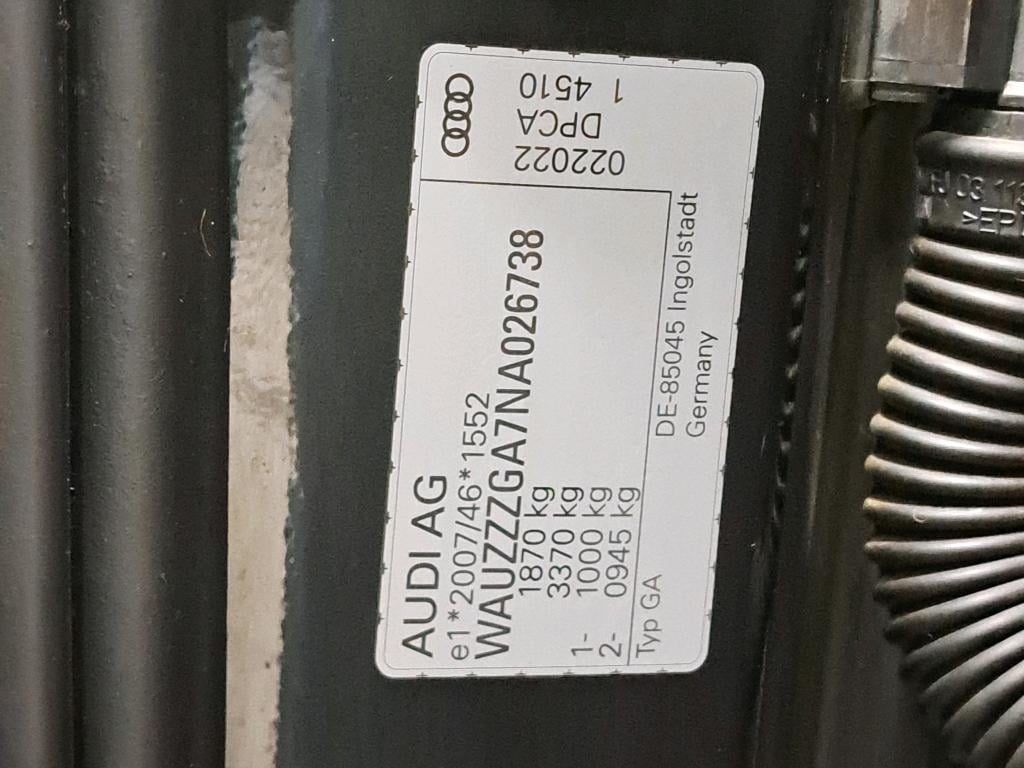 AUDI AG
e1*2007/46*1552
WAUZZZGA7NA026738
1870 kg
3370 kg
1- 1000 kg
2- 0945 kg
Typ GA
DE-85045 Ingolstadt
Germany
022022
DPCA
1 4510
>EP